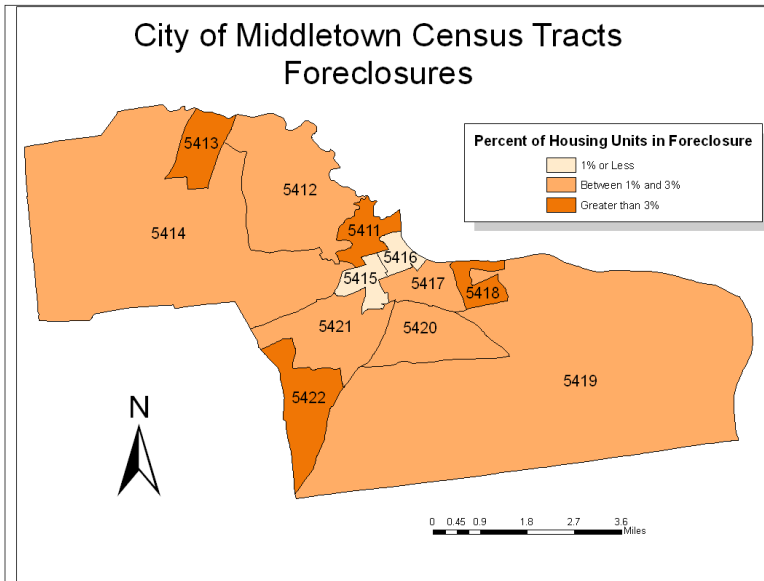 City of Middletown Census Tracts
Foreclosures
Percent of Housing Units in Foreclosure
1% or Less
Between 1% and 3%
Greater than 3%
5413
5412
5414
5411
5416
5415
5417
5418
5421
5420
5419
5422
N
0 0.45 0.9 1.8 2.7 3.6
Miles